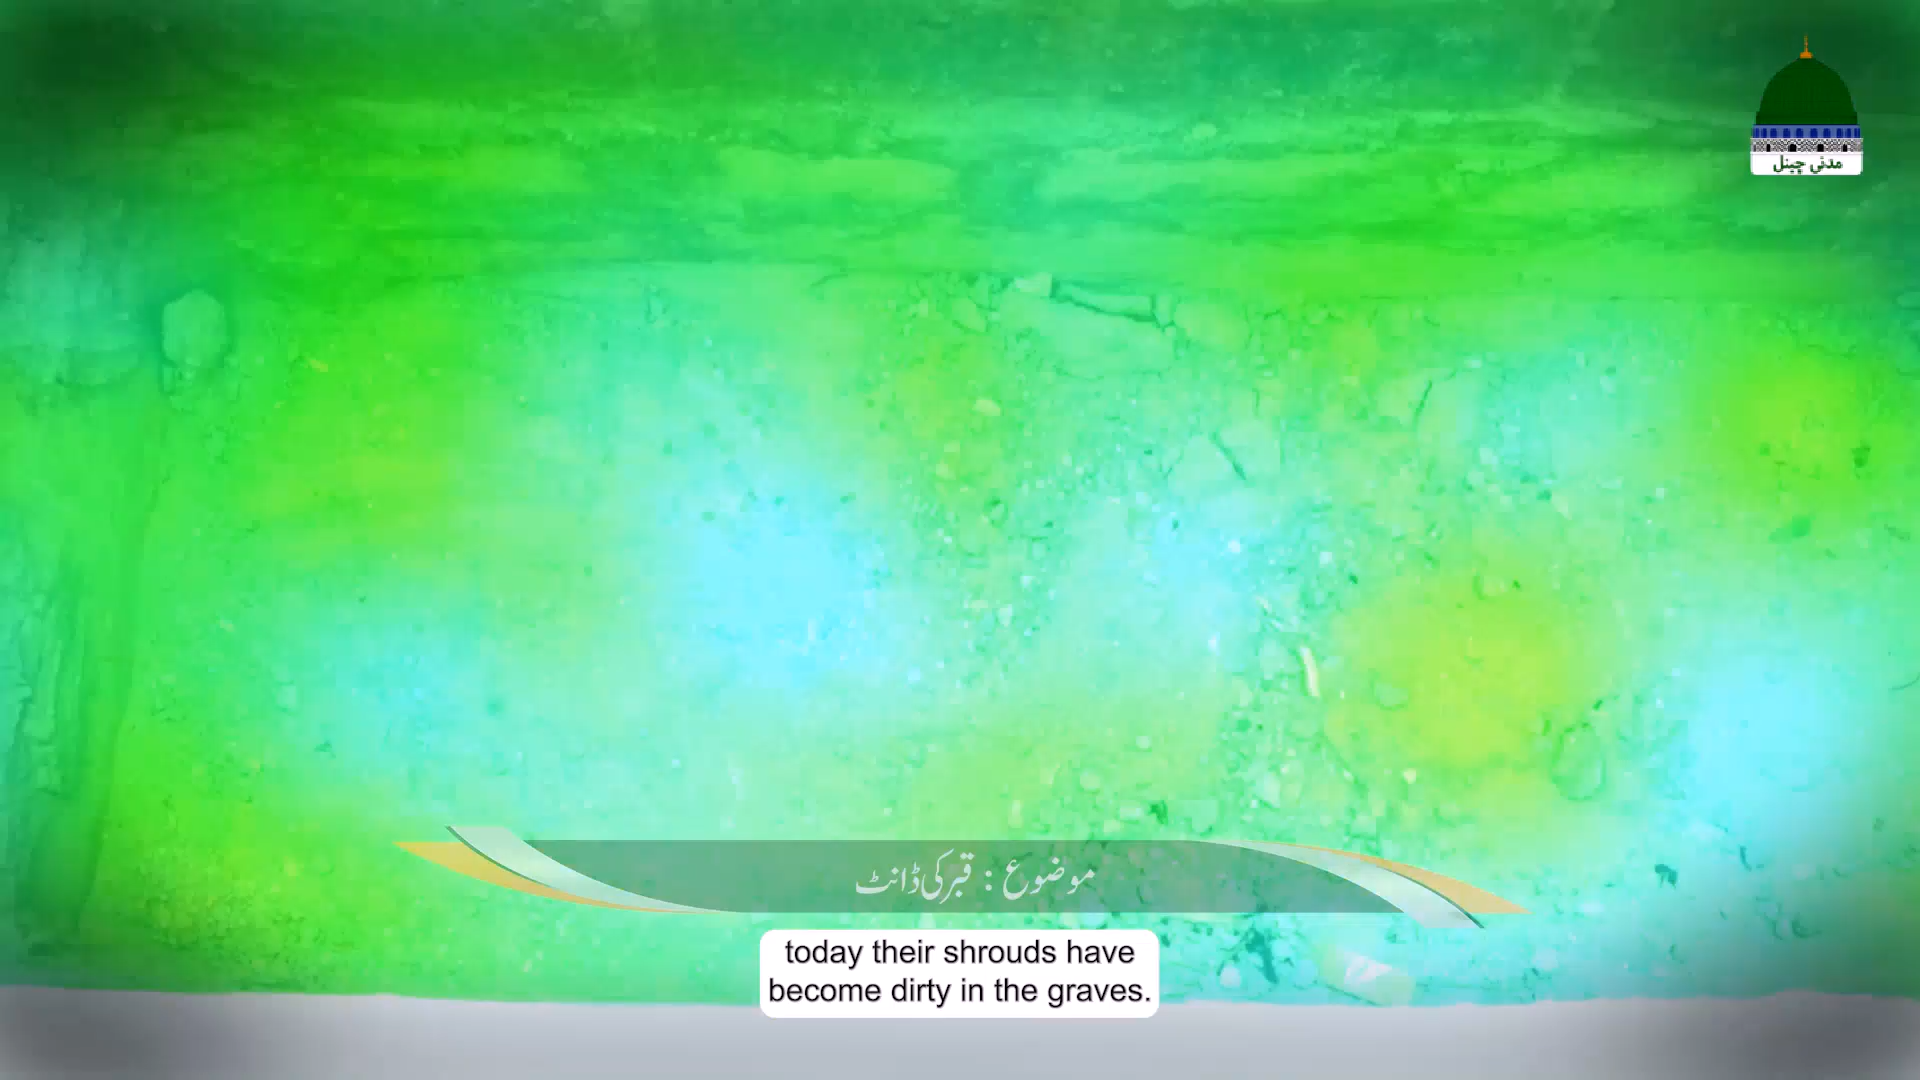 مدنی چینل
موضوع : قبر کی ڈانٹ
today their shrouds have
become dirty in the graves.